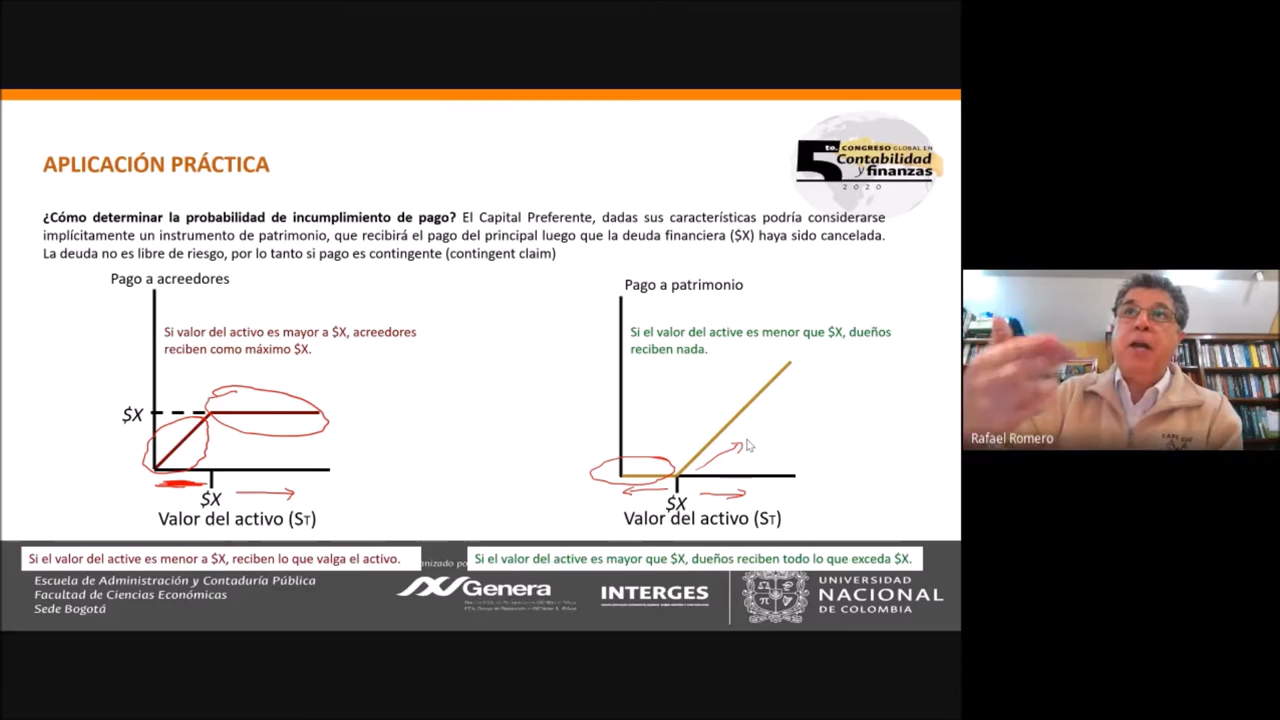 APLICACIÓN PRÁCTICA
5to. CONGRESO GLOBAL EN
Contabilidad
y finanzas
2020
¿Cómo determinar la probabilidad de incumplimiento de pago? El Capital Preferente, dadas sus características podría considerarse
implícitamente un instrumento de patrimonio, que recibirá el pago del principal luego que la deuda financiera ($X) haya sido cancelada.
La deuda no es libre de riesgo, por lo tanto si pago es contingente (contingent claim)
Pago a acreedores
Si valor del activo es mayor a $X, acreedores
reciben como máximo $X.
$X
$X
Valor del activo (ST)
Pago a patrimonio
Si el valor del active es menor que $X, dueños
reciben nada.
$X
Valor del activo (ST)
Rafael Romero
Si el valor del active es menor a $X, reciben lo que valga el activo.
Si el valor del active es mayor que $X, dueños reciben todo lo que exceda $X.
Escuela de Administración y Contaduría Pública
Facultad de Ciencias Económicas
Sede Bogotá
Genera
INTERGES
UNIVERSIDAD
NACIONAL
DE COLOMBIA